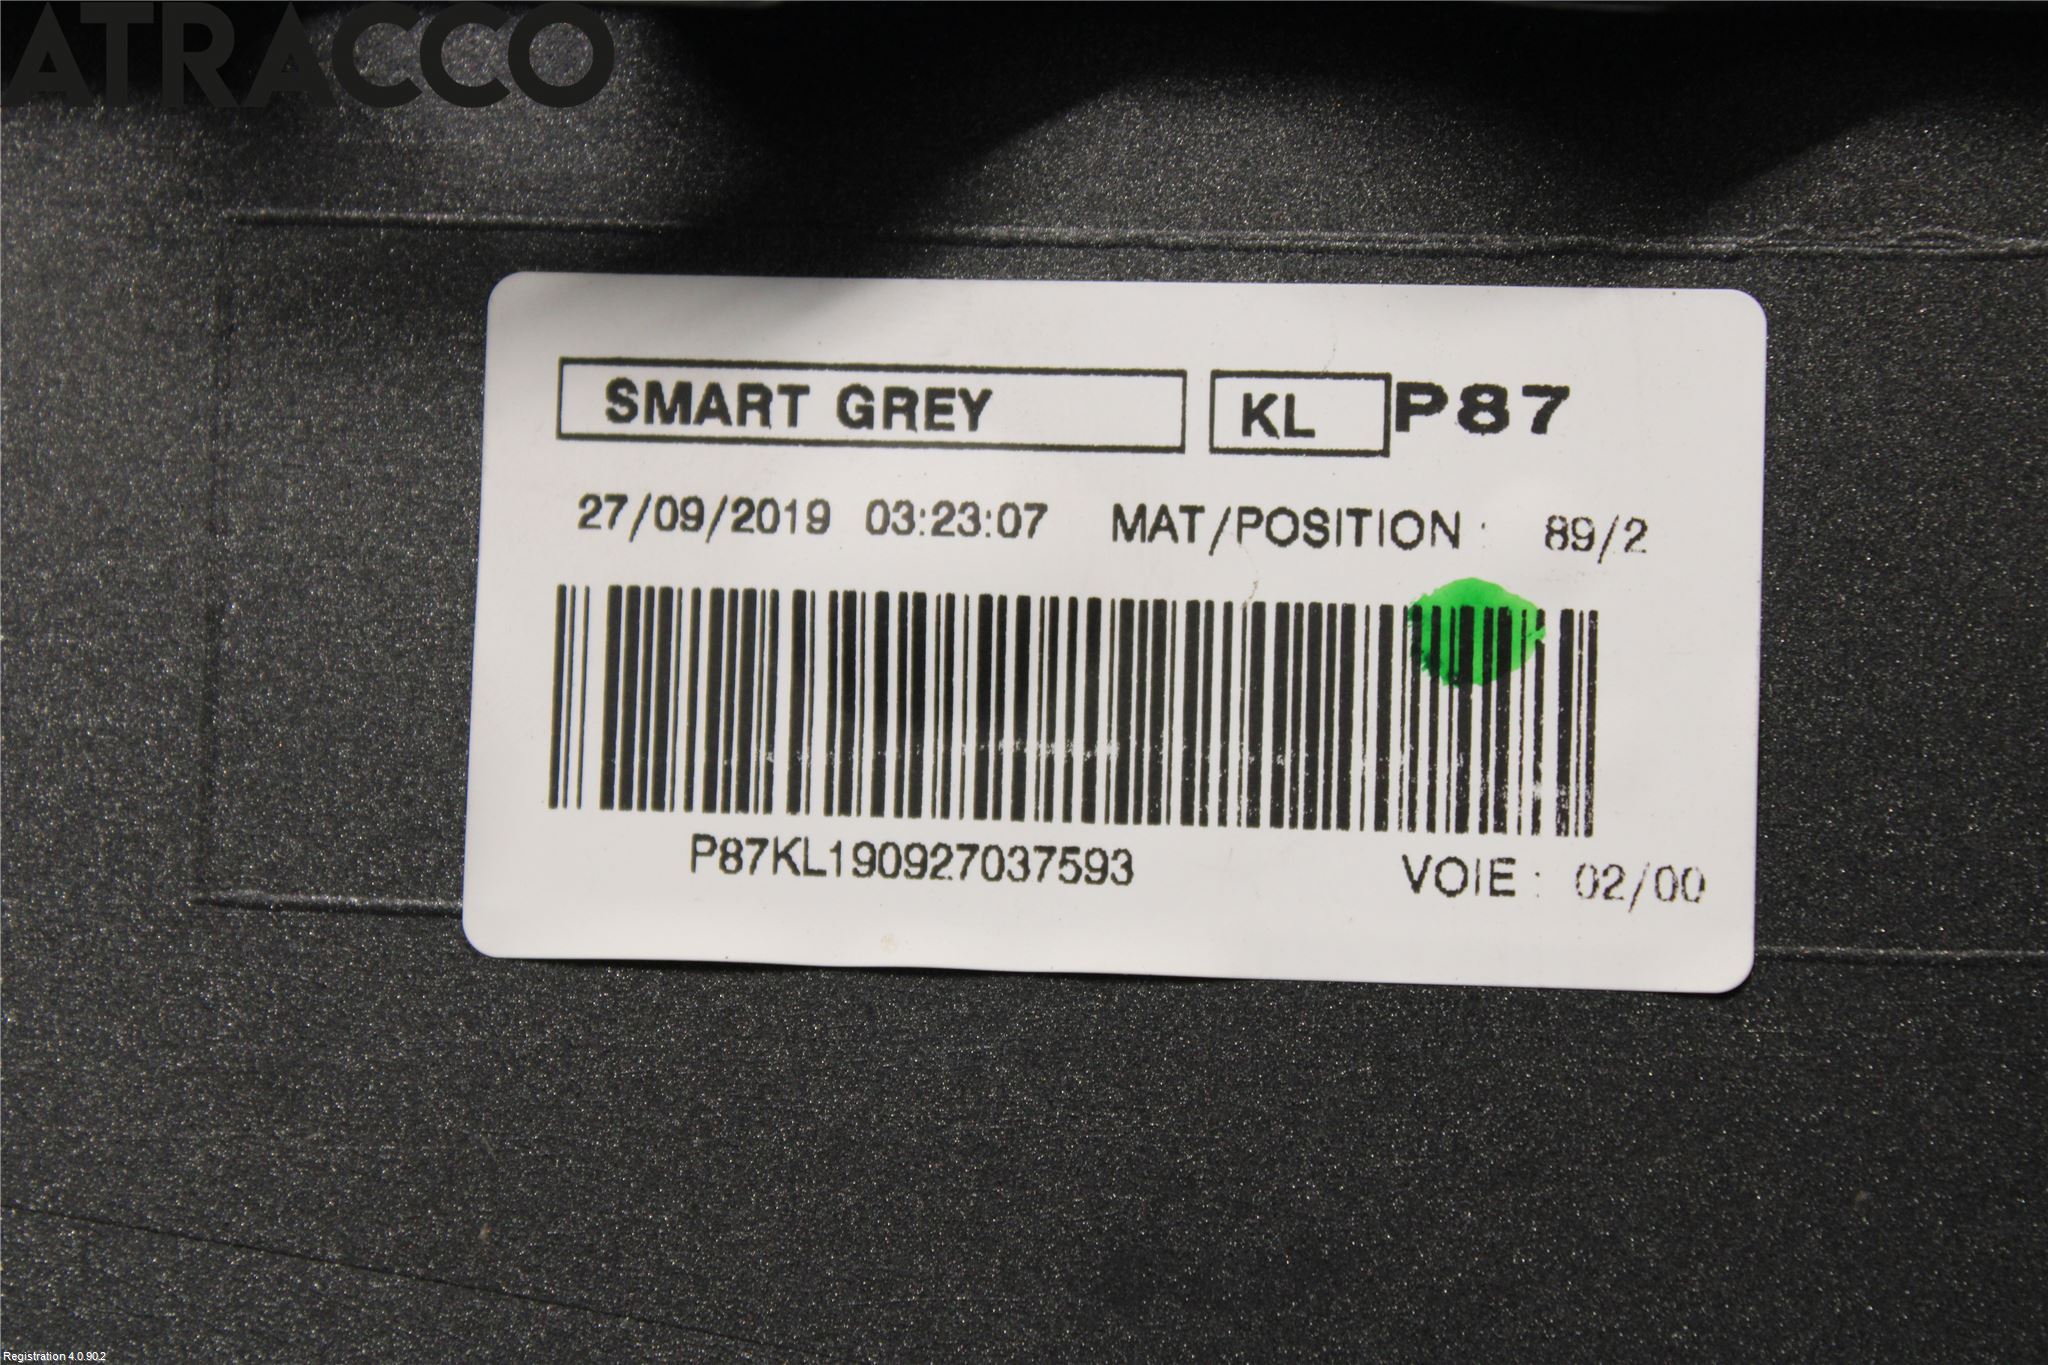 ATRACCO
SMART GREY KL P87
27/09/2019 03:23:07 MAT/POSITION : 89/2
P87KL190927037593 VOIE : 02/00
Registration 4.0.90.2